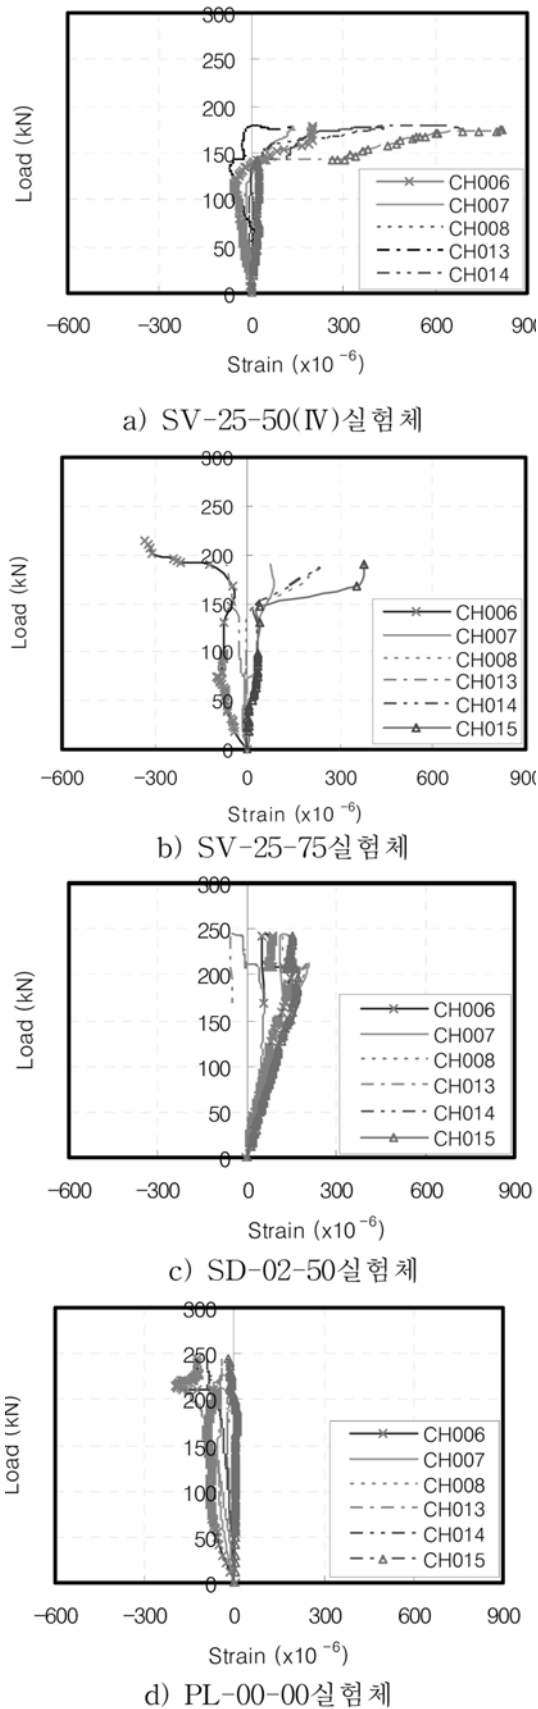 300
250
200
150
100
50
0
Load (kN)
-600 -300 0 300 600 900
Strain (x10 -6)
CH006
CH007
CH008
CH013
CH014
a) SV-25-50(Ⅳ)실험체
300
250
200
150
100
50
0
Load (kN)
-600 -300 0 300 600 900
Strain (x10 -6)
CH006
CH007
CH008
CH013
CH014
CH015
b) SV-25-75실험체
300
250
200
150
100
50
0
Load (kN)
-600 -300 0 300 600 900
Strain (x10 -6)
CH006
CH007
CH008
CH013
CH014
CH015
c) SD-02-50실험체
300
250
200
150
100
50
0
Load (kN)
-600 -300 0 300 600 900
Strain (x10 -6)
CH006
CH007
CH008
CH013
CH014
CH015
d) PL-00-00실험체